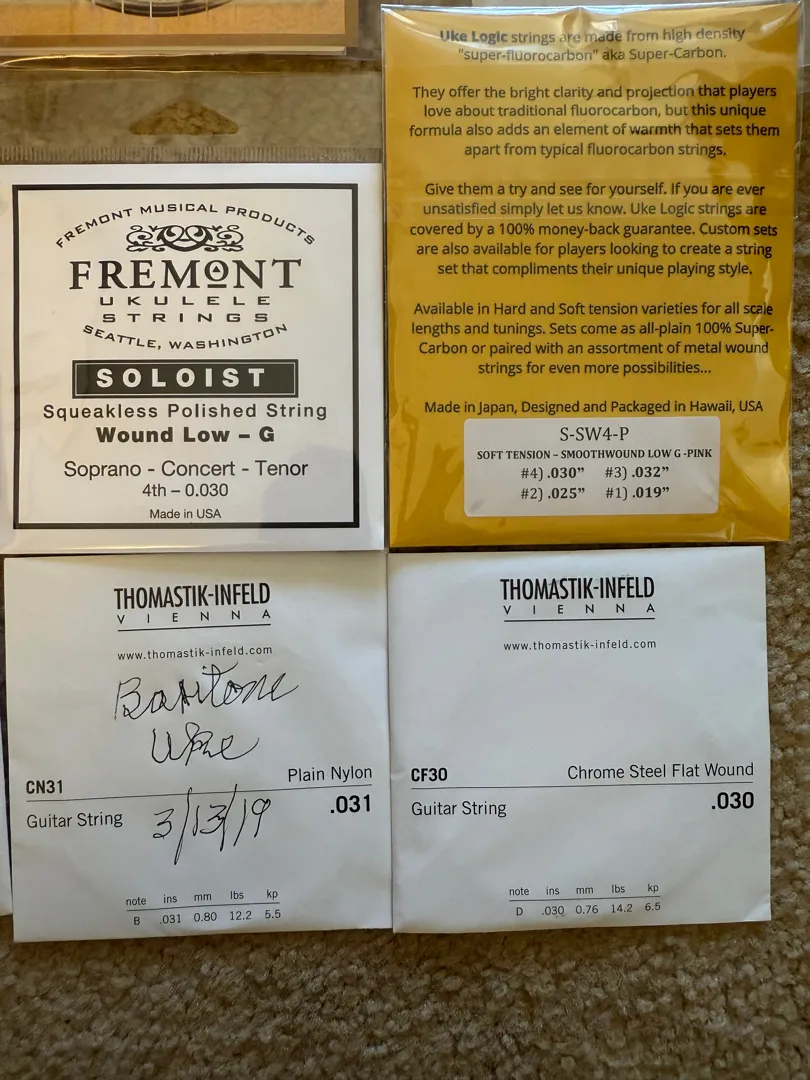 FREMONT MUSICAL PRODUCTS
FREMONT
UKULELE
STRINGS
SEATTLE, WASHINGTON
SOLOIST
Squeakless Polished String
Wound Low – G
Soprano - Concert - Tenor
4th – 0.030
Made in USA
Uke Logic strings are made from high density
"super-fluorocarbon" aka Super-Carbon.
They offer the bright clarity and projection that players
love about traditional fluorocarbon, but this unique
formula also adds an element of warmth that sets them
apart from typical fluorocarbon strings.
Give them a try and see for yourself. If you are ever
unsatisfied simply let us know. Uke Logic strings are
covered by a 100% money-back guarantee. Custom sets
are also available for players looking to create a string
set that compliments their unique playing style.
Available in Hard and Soft tension varieties for all scale
lengths and tunings. Sets come as all-plain 100% Super-
Carbon or paired with an assortment of metal wound
strings for even more possibilities...
Made in Japan, Designed and Packaged in Hawaii, USA
S-SW4-P
SOFT TENSION – SMOOTHWOUND LOW G -PINK
#4) .030” #3) .032”
#2) .025” #1) .019”
THOMASTIK-INFELD
VIENNA
www.thomastik-infeld.com
Baritone
Uke
CN31 Plain Nylon
Guitar String 3/13/19 .031
note ins mm lbs kp
B .031 0.80 12.2 5.5
THOMASTIK-INFELD
VIENNA
www.thomastik-infeld.com
CF30 Chrome Steel Flat Wound
Guitar String .030
note ins mm lbs kp
D .030 0.76 14.2 6.5